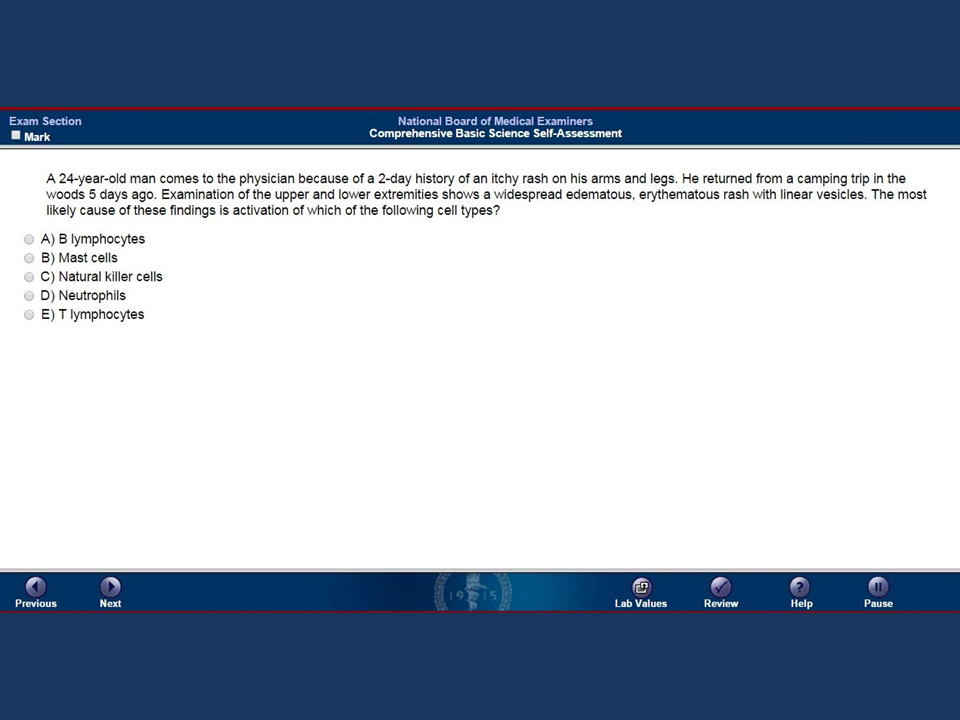 Exam Section
National Board of Medical Examiners
Mark
Comprehensive Basic Science Self-Assessment
A 24-year-old man comes to the physician because of a 2-day history of an itchy rash on his arms and legs. He returned from a camping trip in the
woods 5 days ago. Examination of the upper and lower extremities shows a widespread edematous, erythematous rash with linear vesicles. The most
likely cause of these findings is activation of which of the following cell types?
A) B lymphocytes
B) Mast cells
C) Natural killer cells
D) Neutrophils
E) T lymphocytes
19 15
Previous
Next
Lab Values
Review
Help
Pause